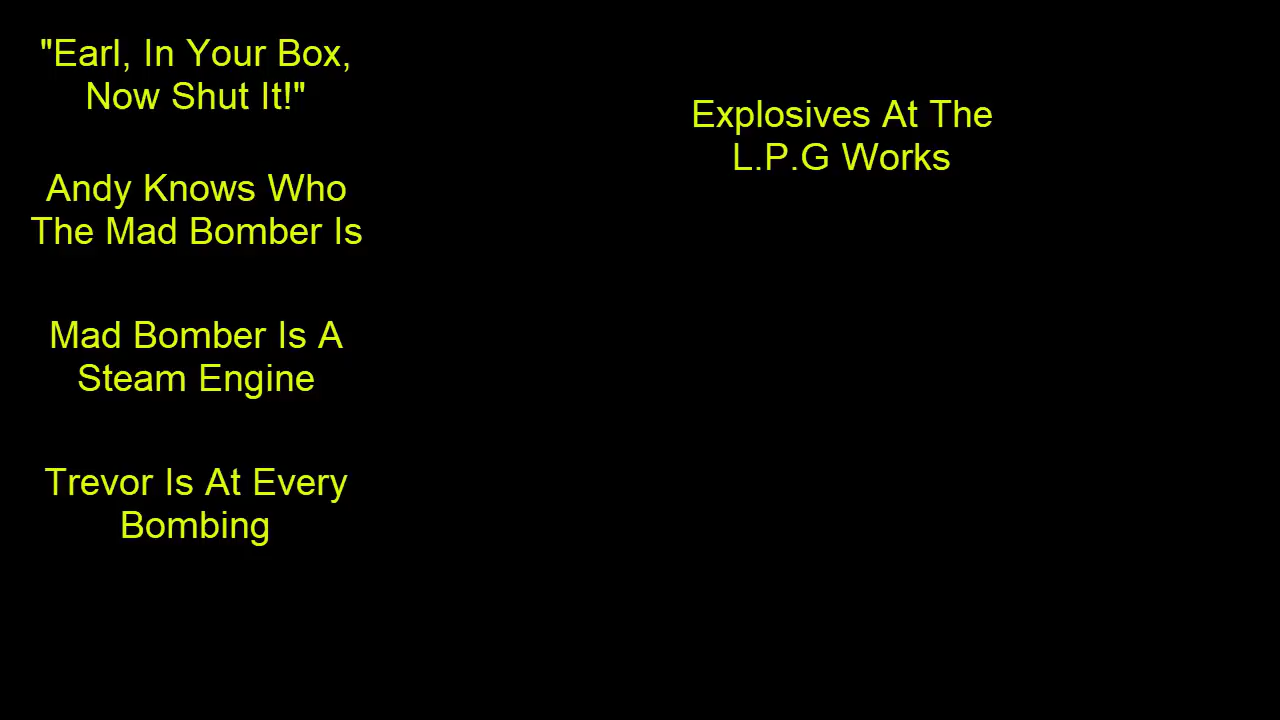 "Earl, In Your Box,
Now Shut It!"
Andy Knows Who
The Mad Bomber Is
Mad Bomber Is A
Steam Engine
Trevor Is At Every
Bombing
Explosives At The
L.P.G Works